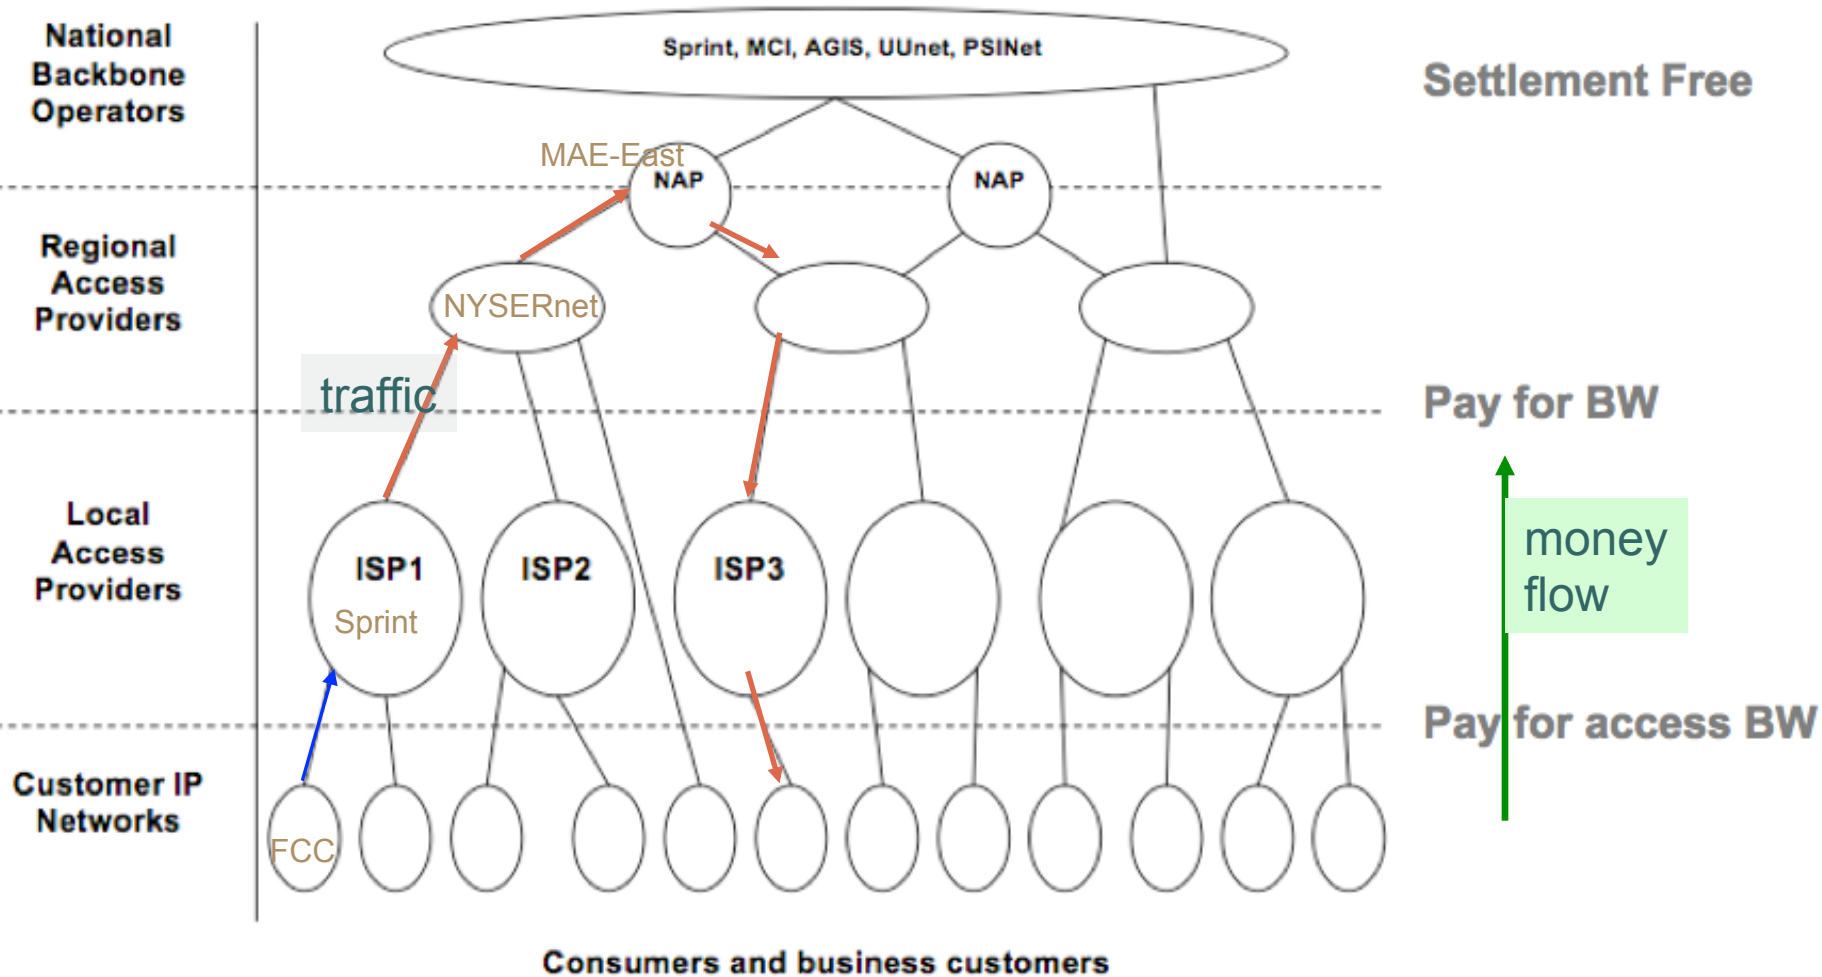 National
Backbone
Operators
Sprint, MCI, AGIS, UUnet, PSINet
Settlement Free
MAE-East
NAP
NAP
Regional
Access
Providers
NYSERnet
traffic
Pay for BW
Local
Access
Providers
ISP1
Sprint
ISP2
ISP3
money
flow
Pay for access BW
Customer IP
Networks
FCC
Consumers and business customers